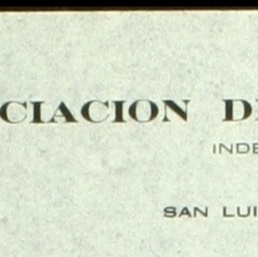 CIACION D
INDE
SAN LUI